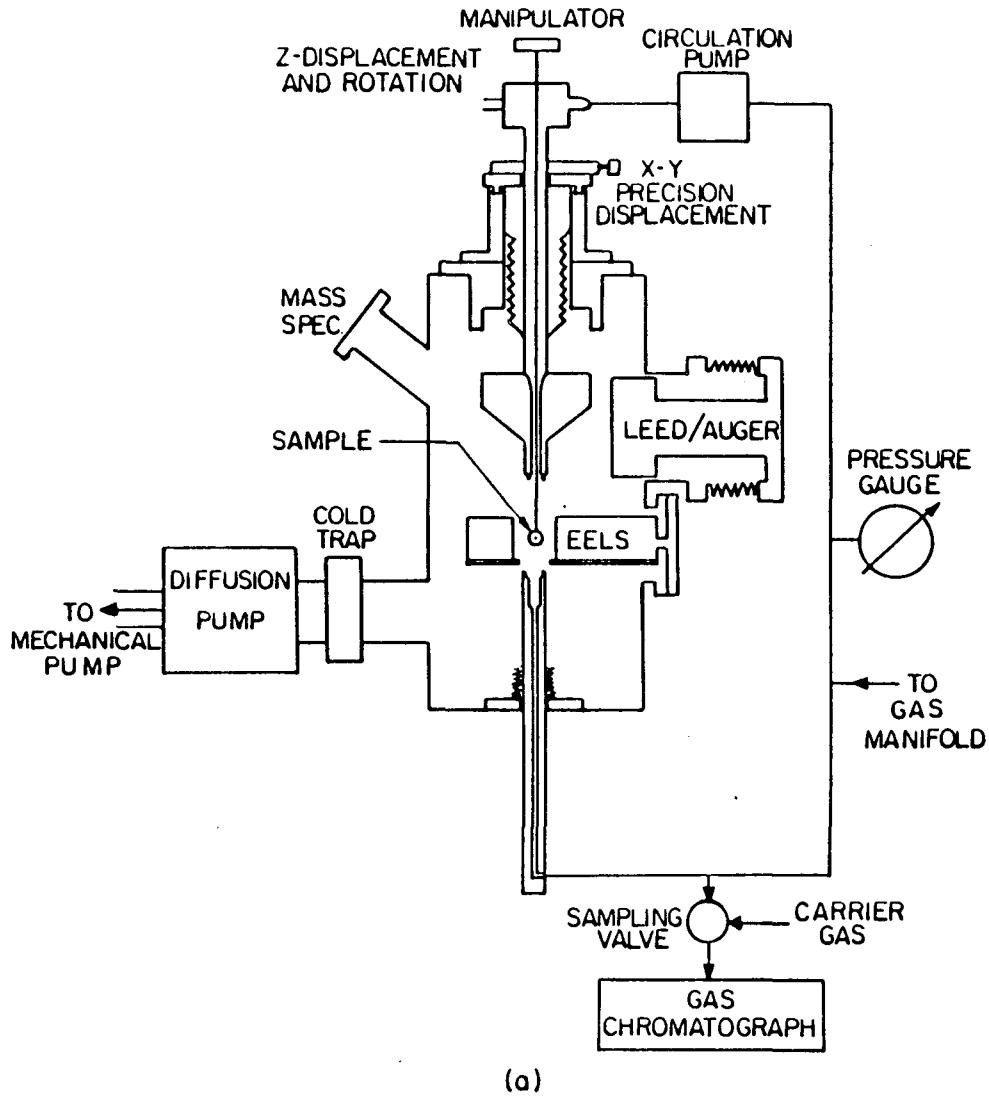 MANIPULATOR
Z-DISPLACEMENT
AND ROTATION
CIRCULATION
PUMP
X-Y
PRECISION
DISPLACEMENT
MASS
SPEC.
LEED/AUGER
SAMPLE
PRESSURE
GAUGE
COLD
TRAP
EELS
DIFFUSION
PUMP
TO
MECHANICAL
PUMP
TO
GAS
MANIFOLD
SAMPLING
VALVE
CARRIER
GAS
GAS
CHROMATOGRAPH
(a)